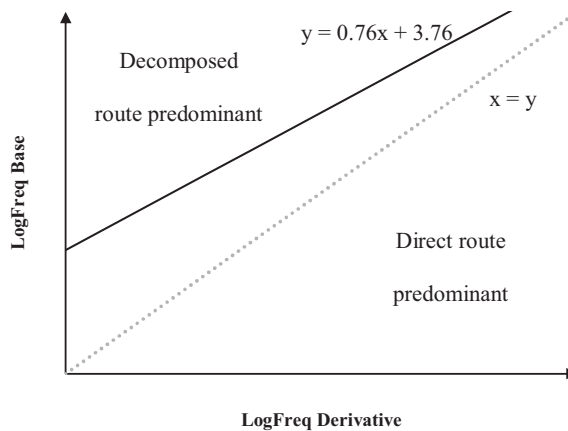 y = 0.76x + 3.76
Decomposed
route predominant
x = y
LogFreq Base
Direct route
predominant
LogFreq Derivative